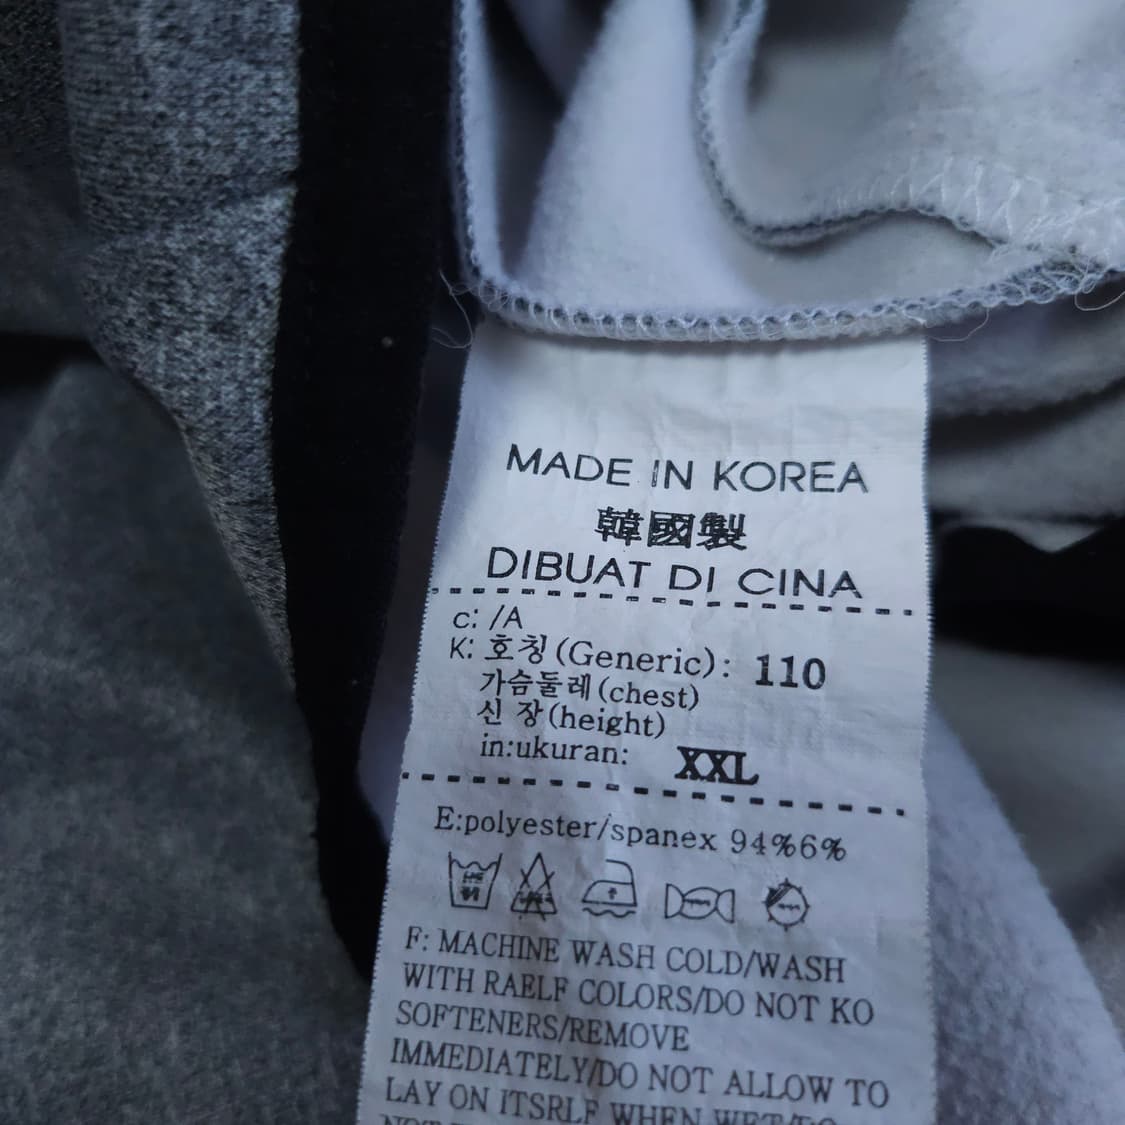 MADE IN KOREA
韓國製
DIBUAT DI CINA
c: /A
K: 호칭(Generic): 110
가슴둘레(chest)
신 장(height)
in:ukuran: XXL
E:polyester/spanex 94%6%
F: MACHINE WASH COLD/WASH
WITH RAELF COLORS/DO NOT KO
SOFTENERS/REMOVE
IMMEDIATELY/DO NOT ALLOW TO
LAY ON ITSRLF WHEN WET/DO